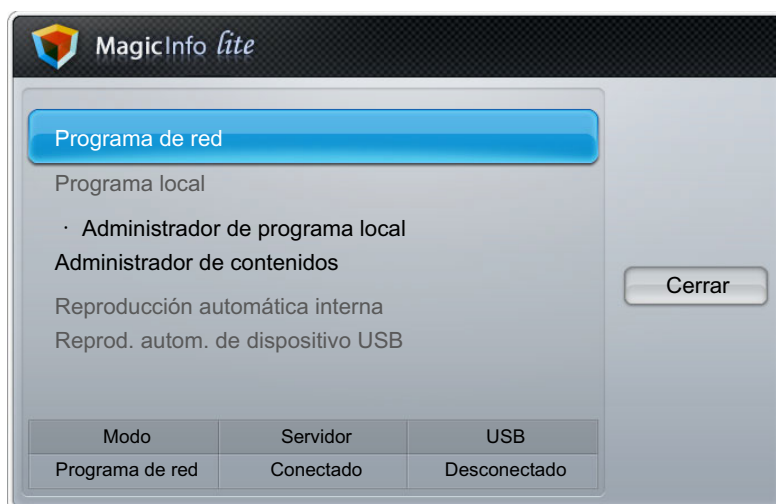 MagicInfo lite
Programa de red
Programa local
· Administrador de programa local
Administrador de contenidos
Reproducción automática interna
Reprod. autom. de dispositivo USB
Cerrar
Modo Servidor USB
Programa de red Conectado Desconectado